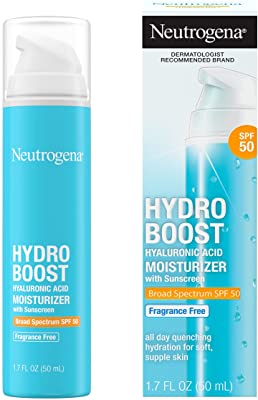 Neutrogena®
HYDRO
BOOST
HYALURONIC ACID
MOISTURIZER
with Sunscreen
Broad Spectrum SPF 50
Fragrance Free
1.7 FL OZ (50 mL)
Neutrogena®
DERMATOLOGIST
RECOMMENDED BRAND
SPF
50
HYDRO
BOOST
HYALURONIC ACID
MOISTURIZER
with Sunscreen
Broad Spectrum SPF 50
Fragrance Free
all day quenching
hydration for soft,
supple skin
1.7 FL OZ (50 mL)